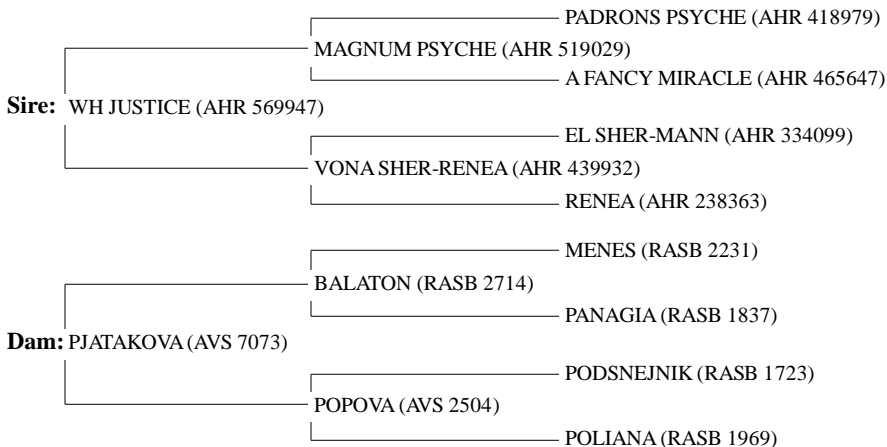 PADRONS PSYCHE (AHR 418979)
MAGNUM PSYCHE (AHR 519029)
A FANCY MIRACLE (AHR 465647)
Sire: WH JUSTICE (AHR 569947)
EL SHER-MANN (AHR 334099)
VONA SHER-RENEA (AHR 439932)
RENEA (AHR 238363)
MENES (RASB 2231)
BALATON (RASB 2714)
PANAGIA (RASB 1837)
Dam: PJATAKOVA (AVS 7073)
PODSNEJNIK (RASB 1723)
POPOVA (AVS 2504)
POLIANA (RASB 1969)